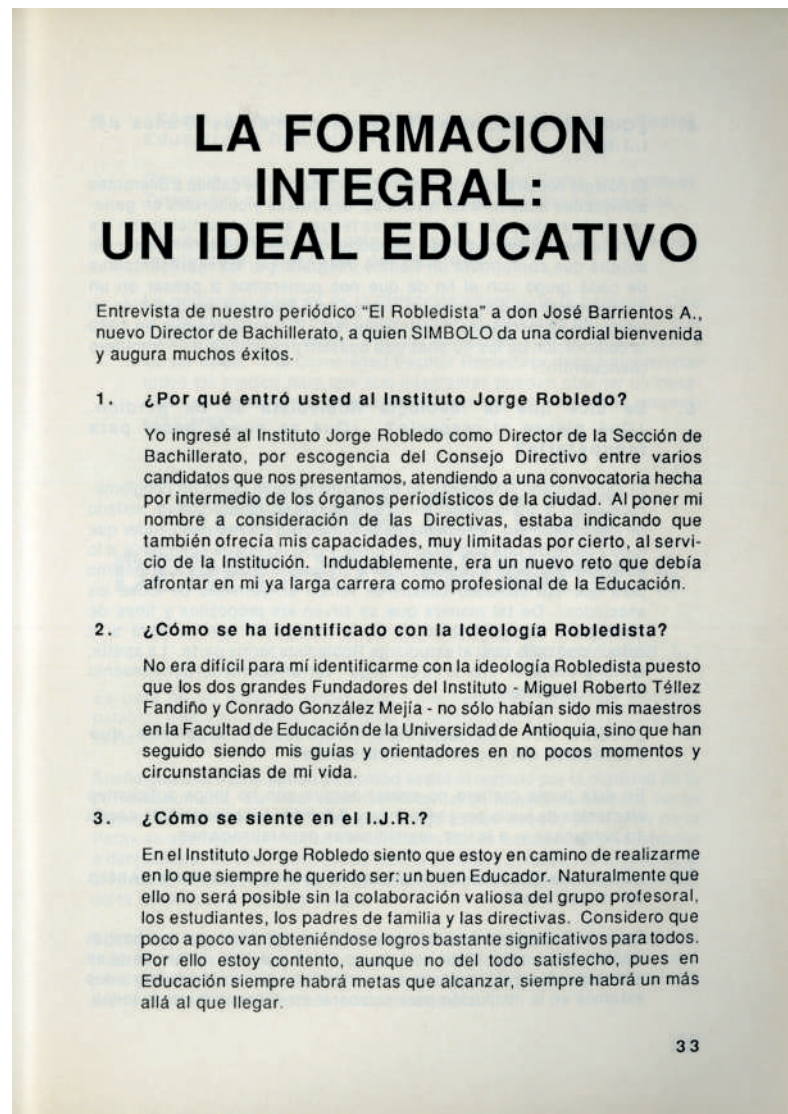 LA FORMACION
INTEGRAL:
UN IDEAL EDUCATIVO
Entrevista de nuestro periódico "El Robledista" a don José Barrientos A.,
nuevo Director de Bachillerato, a quien SIMBOLO da una cordial bienvenida
y augura muchos éxitos.
1. ¿Por qué entró usted al Instituto Jorge Robledo?
Yo ingresé al Instituto Jorge Robledo como Director de la Sección de
Bachillerato, por escogencia del Consejo Directivo entre varios
candidatos que nos presentamos, atendiendo a una convocatoria hecha
por intermedio de los órganos períodísticos de la ciudad. Al poner mi
nombre a consideración de las Directivas, estaba indicando que
también ofrecía mis capacidades, muy limitadas por cierto, al servi-
cio de la Institución. Indudablemente, era un nuevo reto que debía
afrontar en mi ya larga carrera como profesional de la Educación.
2. ¿Cómo se ha identificado con la Ideología Robledista?
No era difícil para mí identificarme con la ideología Robledista puesto
que los dos grandes Fundadores del Instituto - Miguel Roberto Téllez
Fandiño y Conrado González Mejía - no sólo habían sido mis maestros
en la Facultad de Educación de la Universidad de Antioquia, sino que han
seguido siendo mis guías y orientadores en no pocos momentos y
circunstancias de mi vida.
3. ¿Cómo se siente en el I.J.R.?
En el Instituto Jorge Robledo siento que estoy en camino de realizarme
en lo que siempre he querido ser: un buen Educador. Naturalmente que
ello no será posible sin la colaboración valiosa del grupo profesoral,
los estudiantes, los padres de familia y las directivas. Considero que
poco a poco van obteniéndose logros bastante significativos para todos.
Por ello estoy contento, aunque no del todo satisfecho, pues en
Educación siempre habrá metas que alcanzar, siempre habrá un más
allá al que llegar.
33